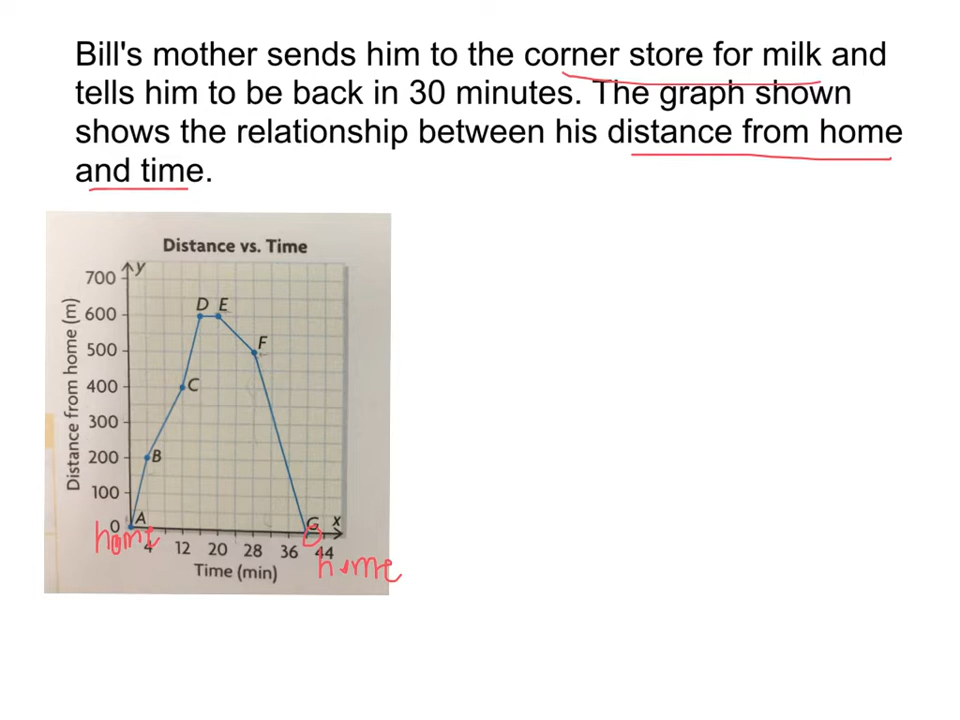 Bill's mother sends him to the corner store for milk and
tells him to be back in 30 minutes. The graph shown
shows the relationship between his distance from home
and time.
Distance vs. Time
y
700
600
500
400
300
200
100
0
Distance from home (m)
D E
F
C
B
A
G x
home
4 12 20 28 36 44
home
Time (min)